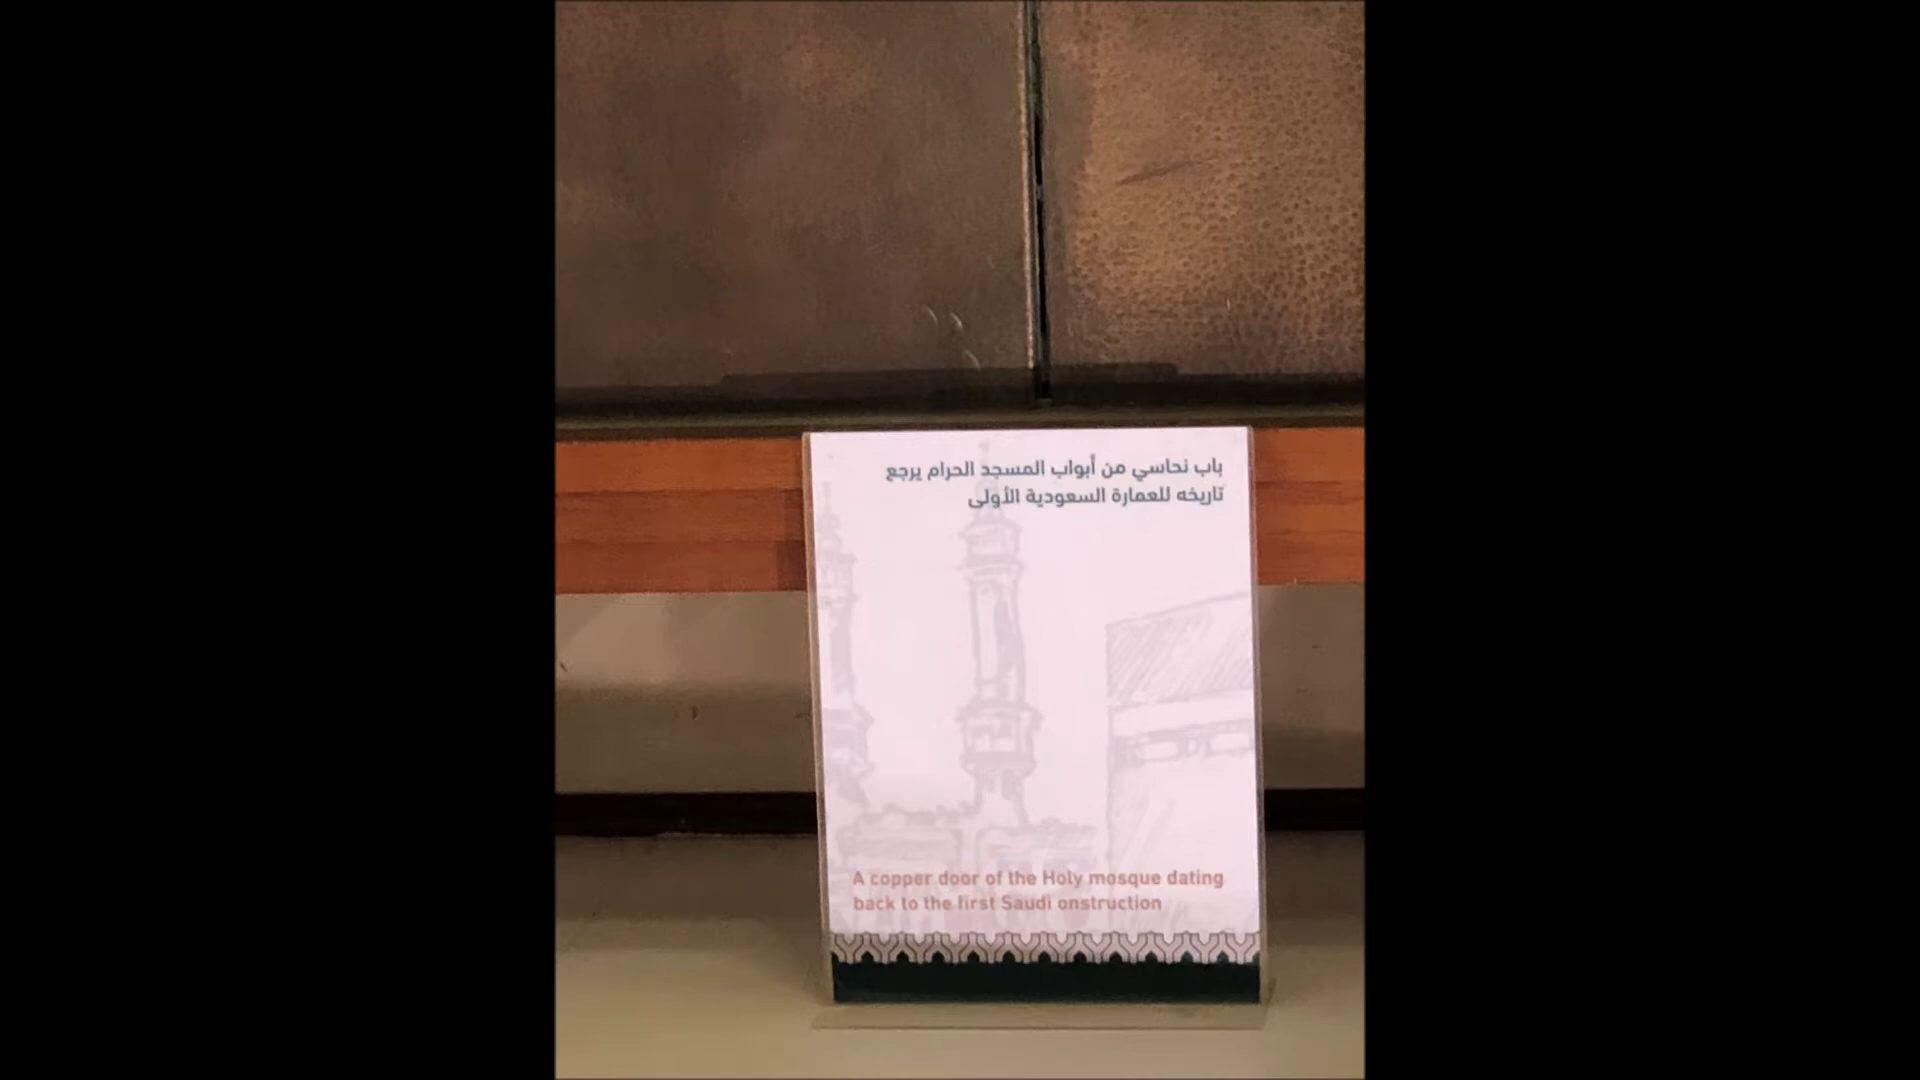 باب نحاسي من أبواب المسجد الحرام يرجع
تاريخه للعمارة السعودية الأولى
A copper door of the Holy mosque dating
back to the first Saudi onstruction